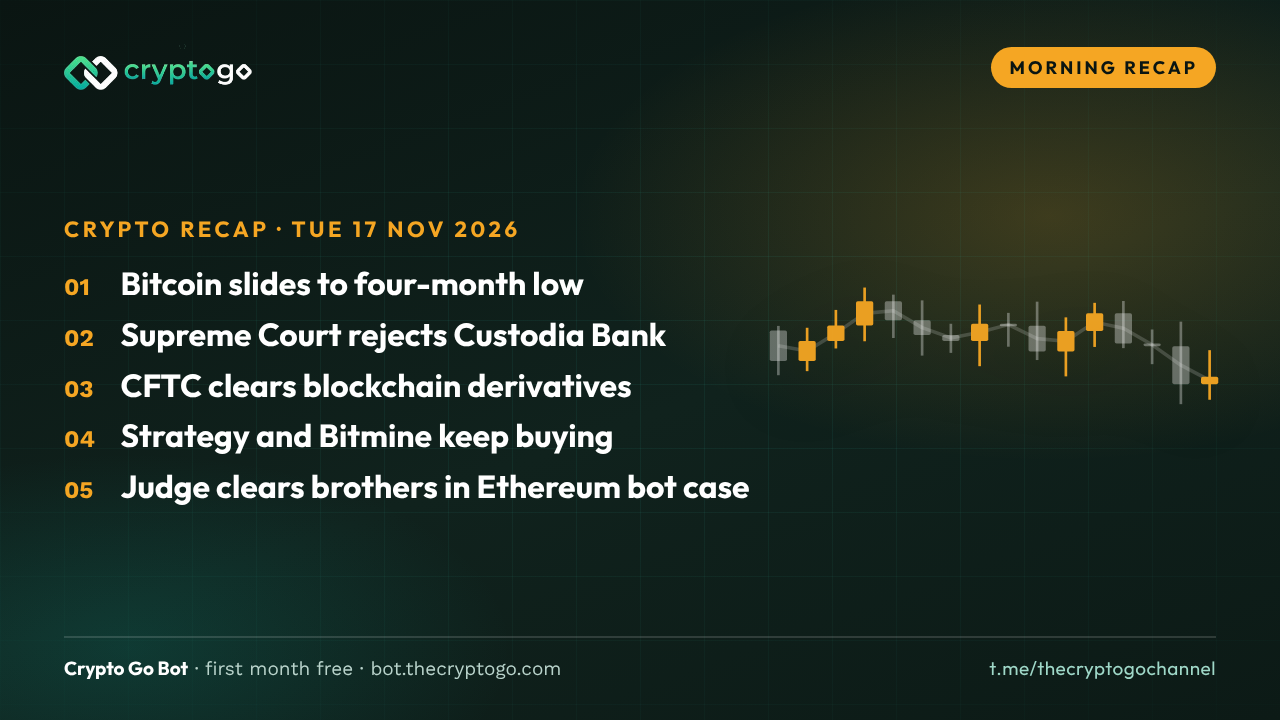 cryptogo
MORNING RECAP
CRYPTO RECAP · TUE 17 NOV 2026
01 Bitcoin slides to four-month low
02 Supreme Court rejects Custodia Bank
03 CFTC clears blockchain derivatives
04 Strategy and Bitmine keep buying
05 Judge clears brothers in Ethereum bot case
Crypto Go Bot · first month free · bot.thecryptogo.com
t.me/thecryptogochannel